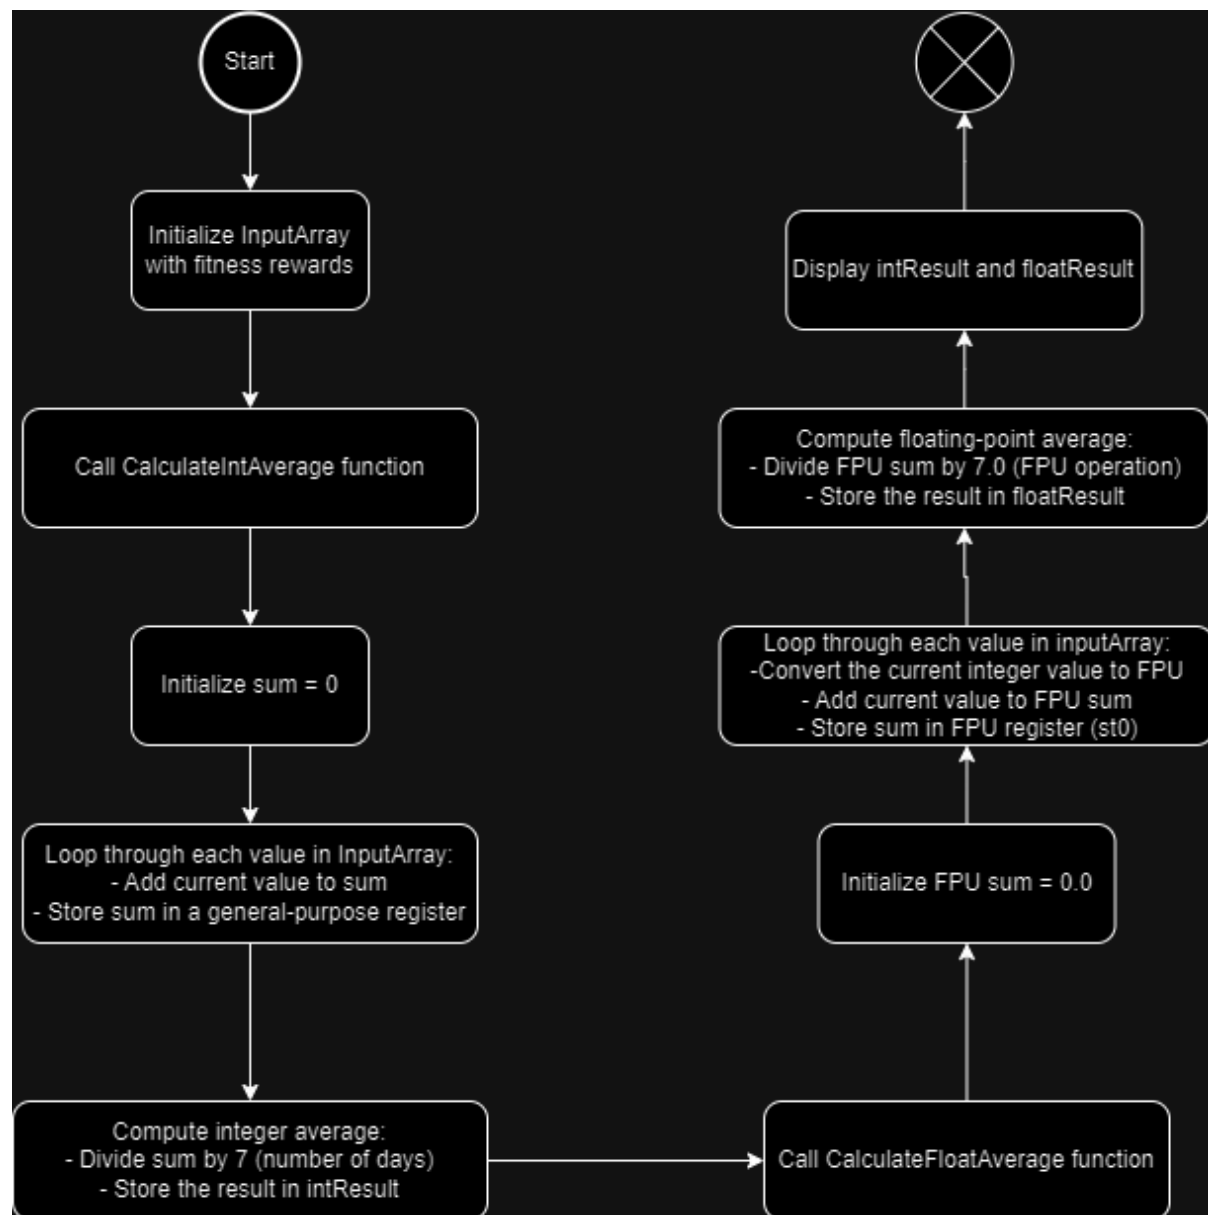 Start
Initialize InputArray
with fitness rewards
Call CalculateIntAverage function
Initialize sum = 0
Loop through each value in InputArray:
- Add current value to sum
- Store sum in a general-purpose register
Compute integer average:
- Divide sum by 7 (number of days)
- Store the result in intResult
Call CalculateFloatAverage function
Initialize FPU sum = 0.0
Loop through each value in inputArray:
-Convert the current integer value to FPU
- Add current value to FPU sum
- Store sum in FPU register (st0)
Compute floating-point average:
- Divide FPU sum by 7.0 (FPU operation)
- Store the result in floatResult
Display intResult and floatResult